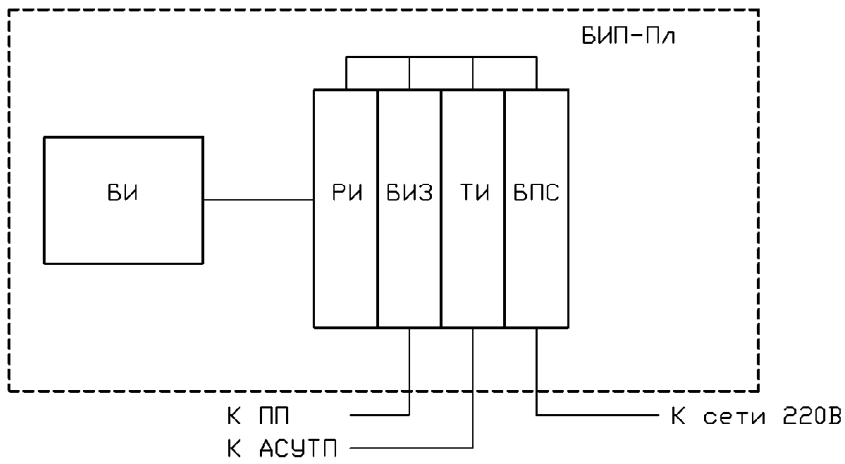 БИП-Пл
БИ
РИ
БИЗ
ТИ
БПС
К ПП
К сети 220В
К АСУТП